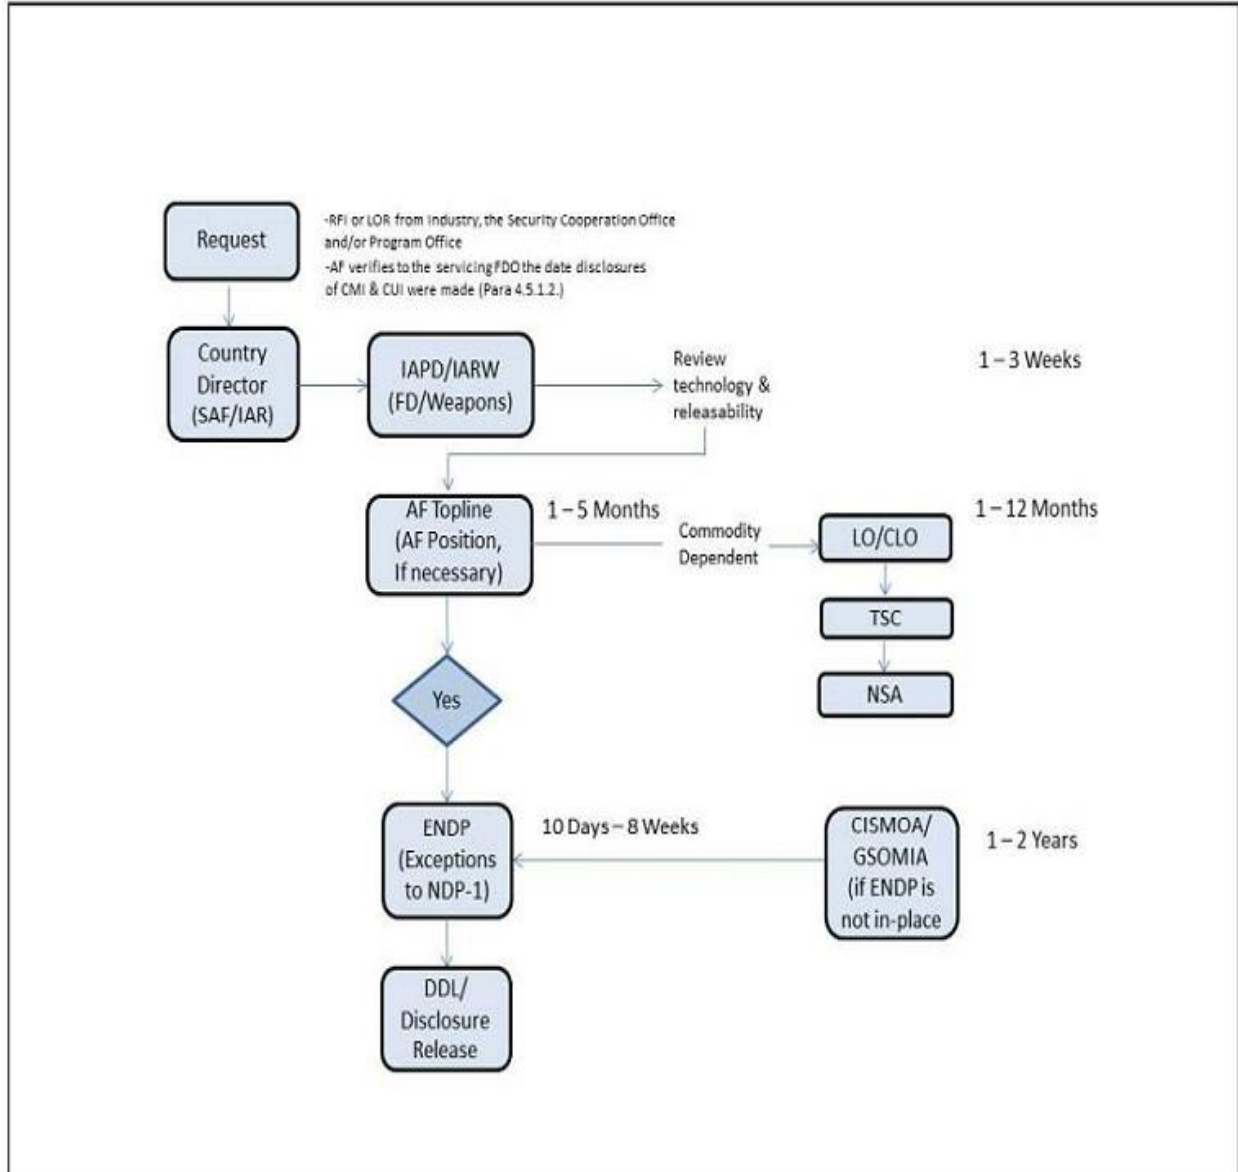 Request
-RFI or LOR from Industry, the Security Cooperation Office
and/or Program Office
-AF verifies to the servicing FDO the date disclosures
of CMI & CUI were made (Para 4.5.1.2.)
Country
Director
(SAF/IAR)
IAPD/IARW
(FD/Weapons)
Review
technology &
releasability
1 – 3 Weeks
AF Topline
(AF Position,
If necessary)
1 – 5 Months
Commodity
Dependent
LO/CLO
1 – 12 Months
TSC
NSA
Yes
ENDP
(Exceptions
to NDP-1)
10 Days – 8 Weeks
CISMOA/
GSOMIA
(if ENDP is
not in-place
1 – 2 Years
DDL/
Disclosure
Release